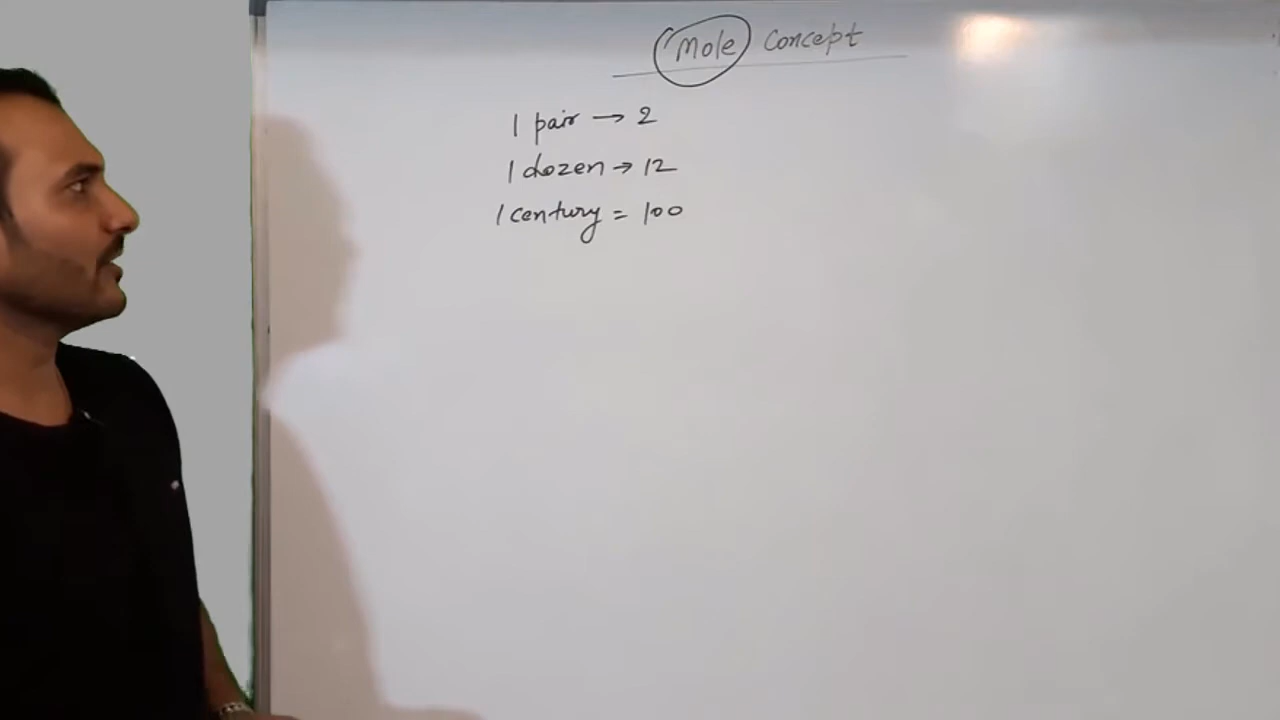 Mole Concept
1 pair → 2
1 dozen → 12
1 century = 100